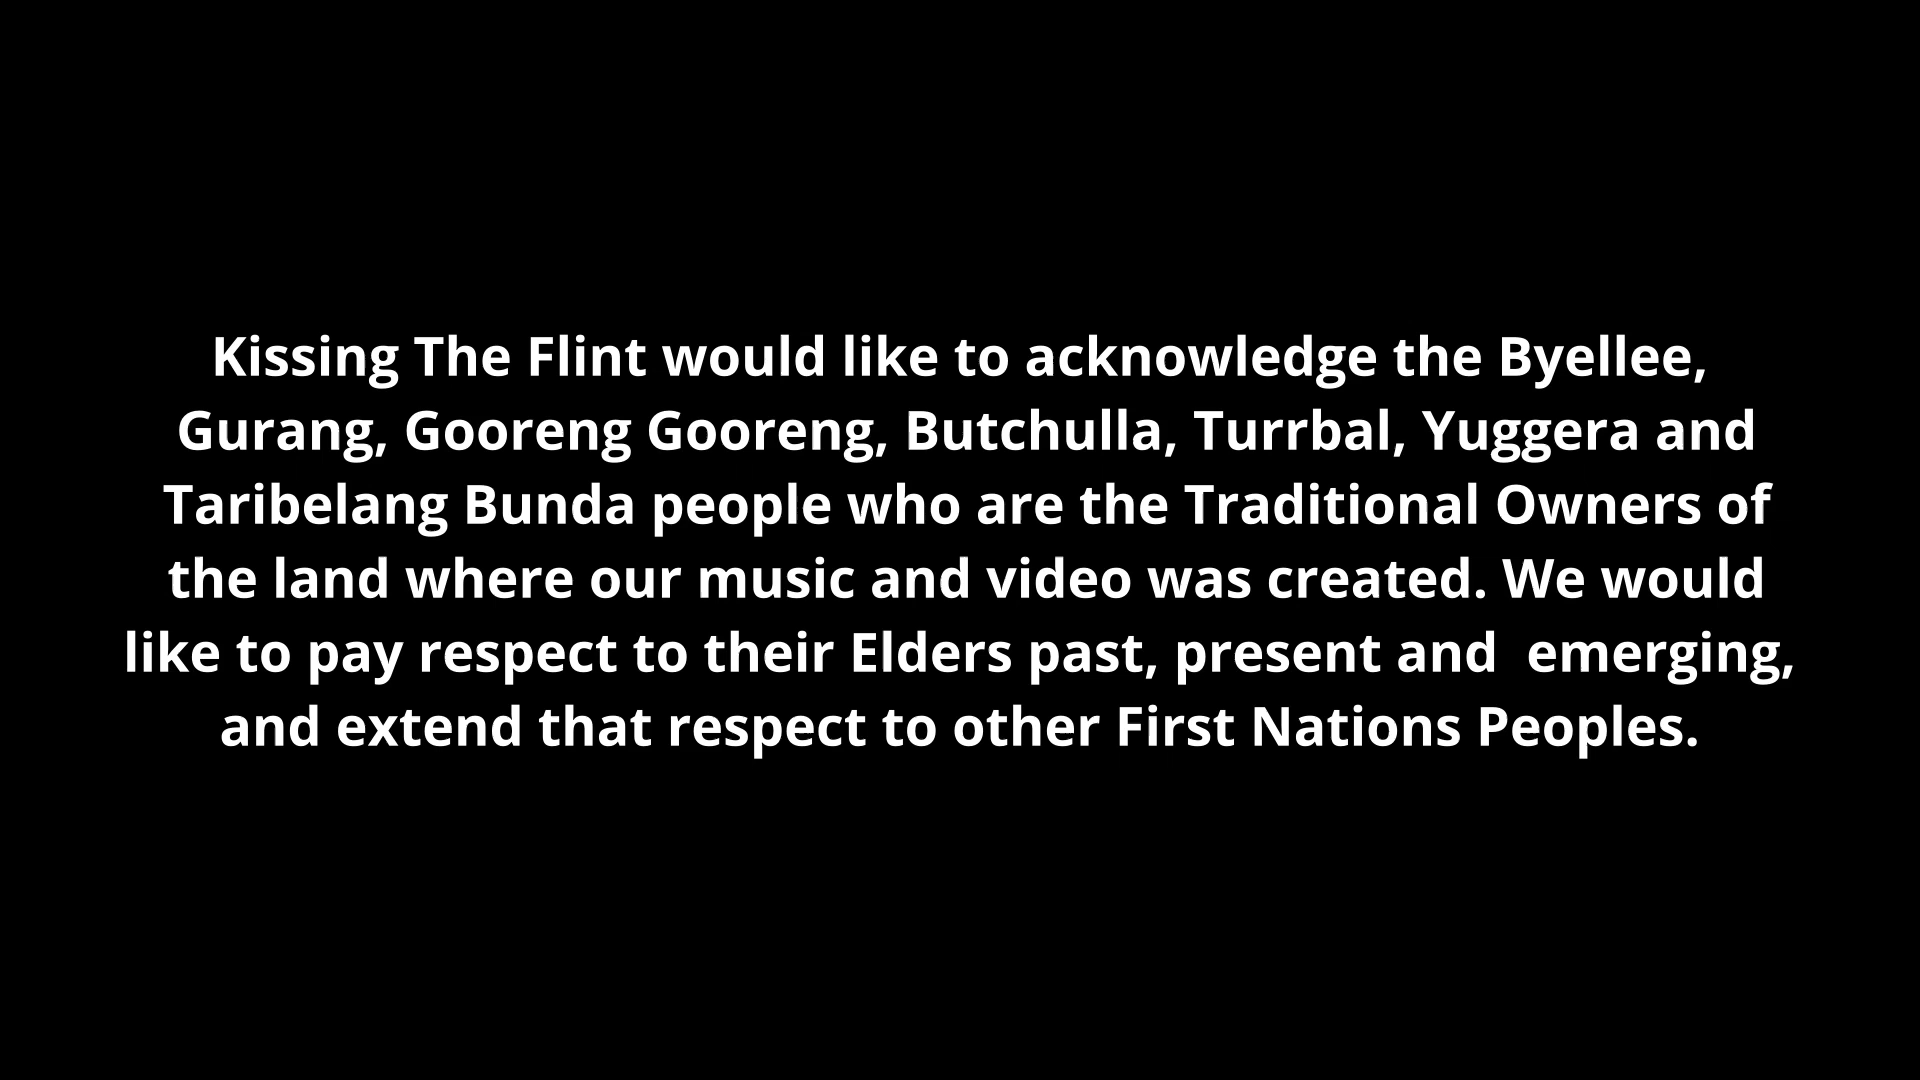 Kissing The Flint would like to acknowledge the Byellee,
Gurang, Gooreng Gooreng, Butchulla, Turrbal, Yuggera and
Taribelang Bunda people who are the Traditional Owners of
the land where our music and video was created. We would
like to pay respect to their Elders past, present and  emerging,
and extend that respect to other First Nations Peoples.